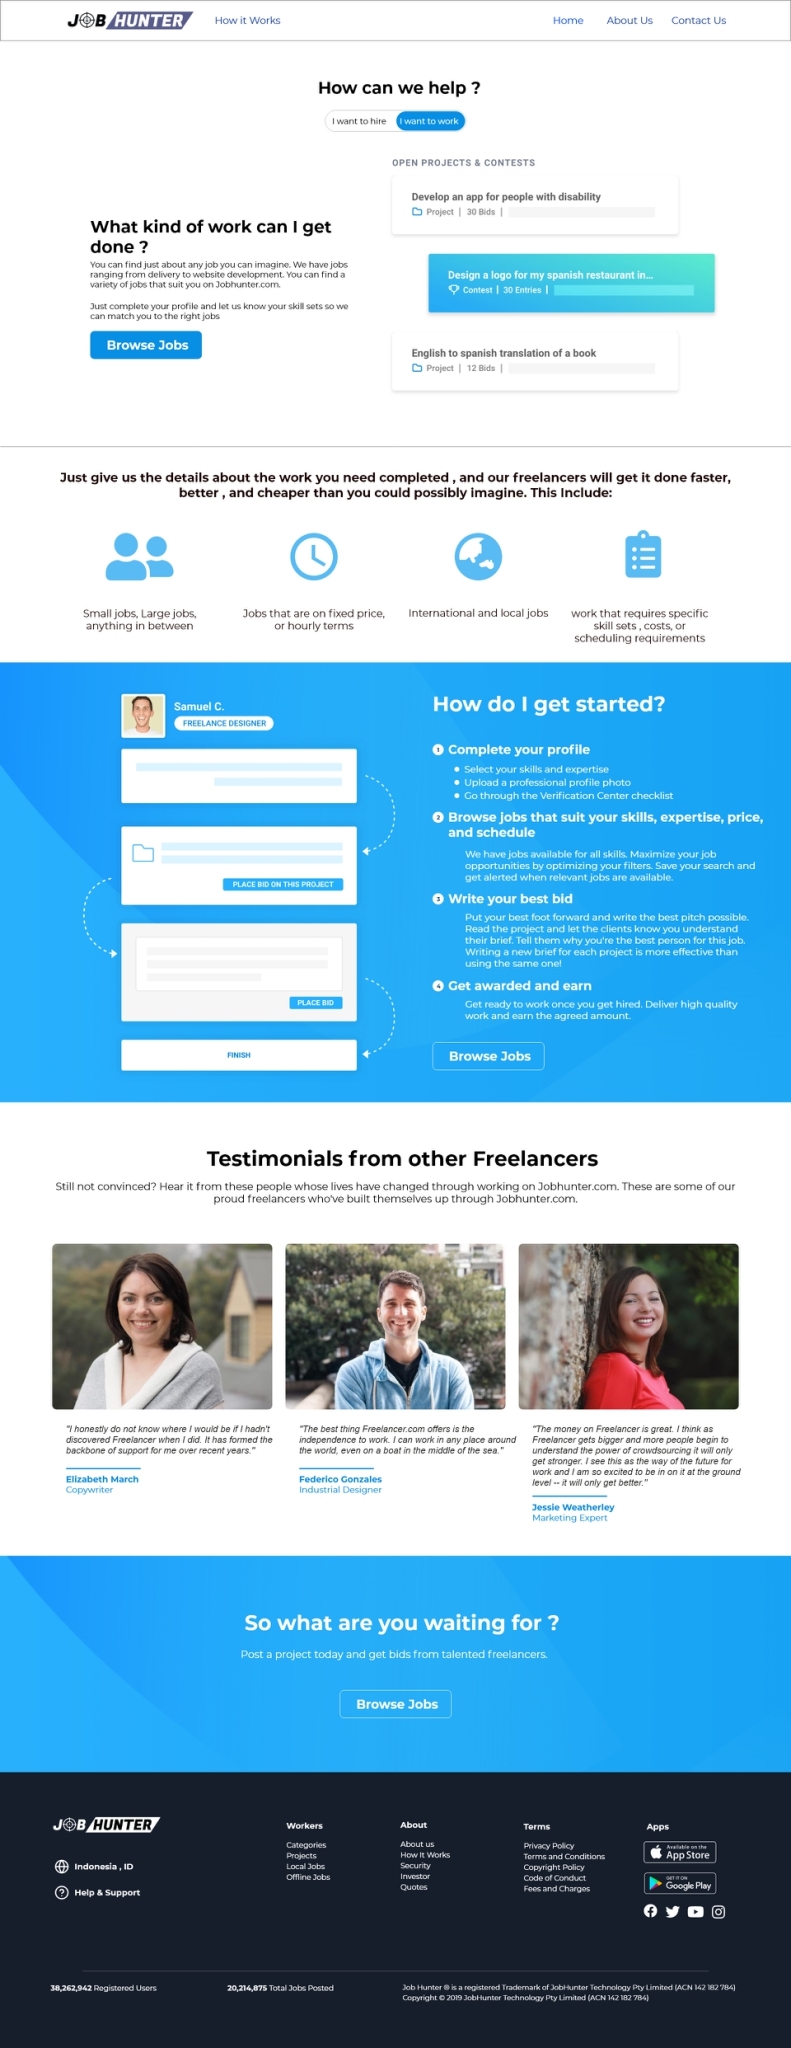 JOB HUNTER
How it Works
Home
About Us
Contact Us
How can we help ?
I want to hire
I want to work
OPEN PROJECTS & CONTESTS
Develop an app for people with disability
Project | 30 Bids |
What kind of work can I get
done ?
You can find just about any job you can imagine. We have jobs
ranging from delivery to website development. You can find a
variety of jobs that suit you on Jobhunter.com.
Just complete your profile and let us know your skill sets so we
can match you to the right jobs
Browse Jobs
Design a logo for my spanish restaurant in...
Contest | 30 Entries |
English to spanish translation of a book
Project | 12 Bids |
Just give us the details about the work you need completed , and our freelancers will get it done faster,
better , and cheaper than you could possibly imagine. This Include:
Small jobs, Large jobs,
anything in between
Jobs that are on fixed price,
or hourly terms
International and local jobs
work that requires specific
skill sets , costs, or
scheduling requirements
Samuel C.
FREELANCE DESIGNER
PLACE BID ON THIS PROJECT
PLACE BID
FINISH
How do I get started?
1 Complete your profile
• Select your skills and expertise
• Upload a professional profile photo
• Go through the Verification Center checklist
2 Browse jobs that suit your skills, expertise, price,
and schedule
We have jobs available for all skills. Maximize your job
opportunities by optimizing your filters. Save your search and
get alerted when relevant jobs are available.
3 Write your best bid
Put your best foot forward and write the best pitch possible.
Read the project and let the clients know you understand
their brief. Tell them why you're the best person for this job.
Writing a new brief for each project is more effective than
using the same one!
4 Get awarded and earn
Get ready to work once you get hired. Deliver high quality
work and earn the agreed amount.
Browse Jobs
Testimonials from other Freelancers
Still not convinced? Hear it from these people whose lives have changed through working on Jobhunter.com. These are some of our
proud freelancers who've built themselves up through Jobhunter.com.
"I honestly do not know where I would be if I hadn't
discovered Freelancer when I did. It has formed the
backbone of support for me over recent years."
Elizabeth March
Copywriter
"The best thing Freelancer.com offers is the
independence to work. I can work in any place around
the world, even on a boat in the middle of the sea."
Federico Gonzales
Industrial Designer
"The money on Freelancer is great. I think as
Freelancer gets bigger and more people begin to
understand the power of crowdsourcing it will only
get stronger. I see this as the way of the future for
work and I am so excited to be in on it at the ground
level -- it will only get better."
Jessie Weatherley
Marketing Expert
So what are you waiting for ?
Post a project today and get bids from talented freelancers.
Browse Jobs
JOB HUNTER
Indonesia , ID
Help & Support
Workers
Categories
Projects
Local Jobs
Offline Jobs
About
About us
How It Works
Security
Investor
Quotes
Terms
Privacy Policy
Terms and Conditions
Copyright Policy
Code of Conduct
Fees and Charges
Apps
Available on the
App Store
GET IT ON
Google Play
38,262,942 Registered Users
20,214,875 Total Jobs Posted
Job Hunter ® is a registered Trademark of JobHunter Technology Pty Limited (ACN 142 182 784)
Copyright © 2019 JobHunter Technology Pty Limited (ACN 142 182 784)